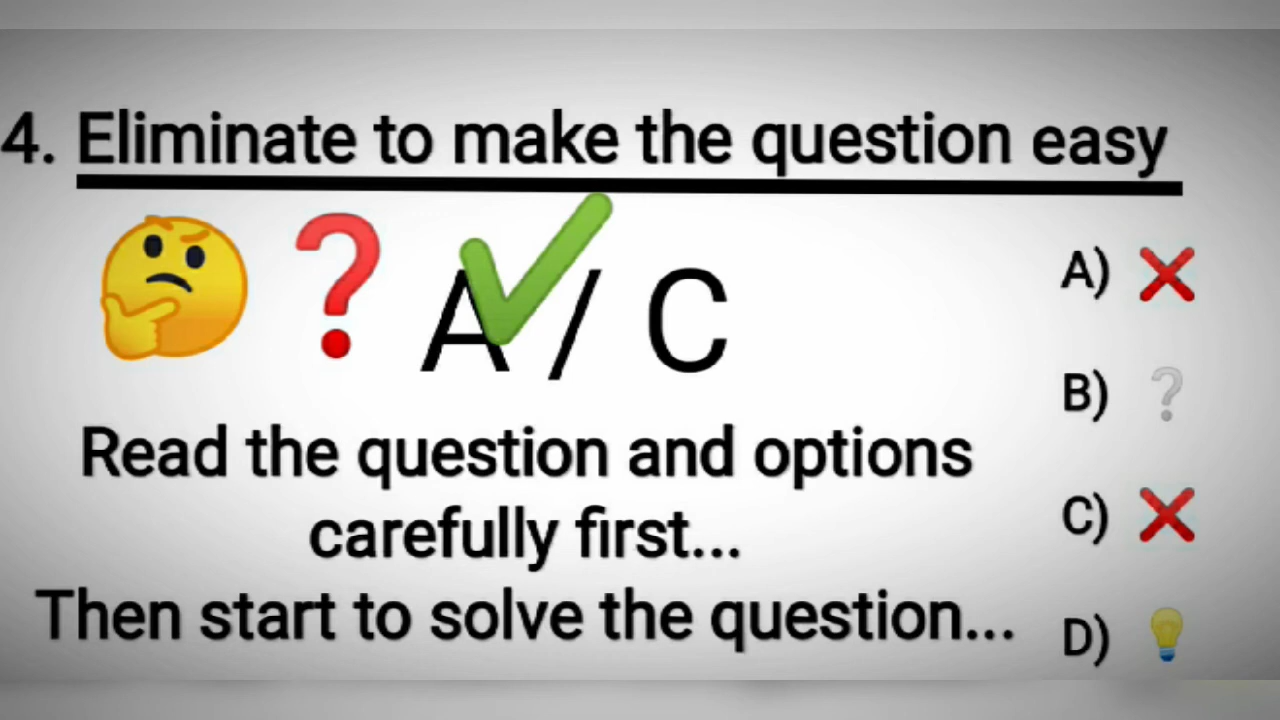 4. Eliminate to make the question easy
A / C
Read the question and options
carefully first...
Then start to solve the question...
A)
B)
C)
D)